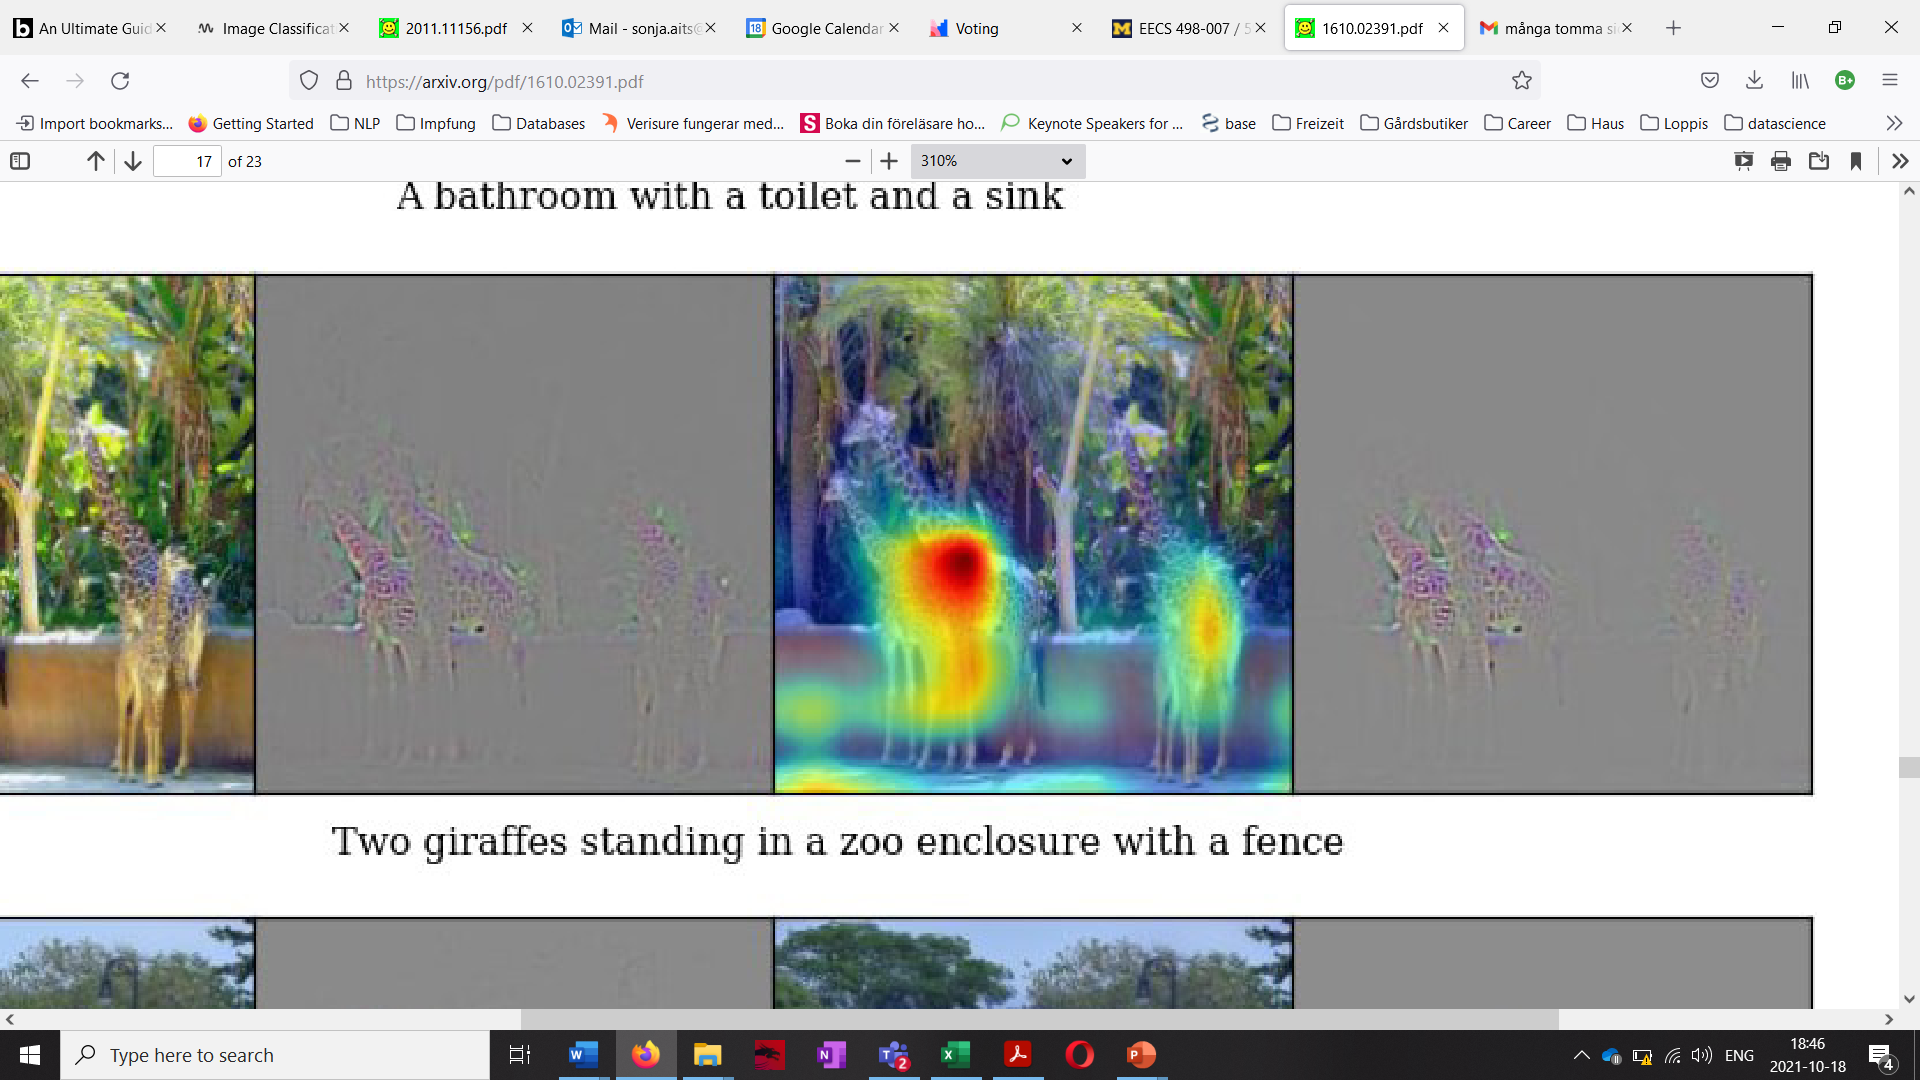 An Ultimate Guid
Image Classificat
2011.11156.pdf
Mail - sonja.aits@
Google Calendar
Voting
EECS 498-007 / 5
1610.02391.pdf
många tomma si
https://arxiv.org/pdf/1610.02391.pdf
Import bookmarks...
Getting Started
NLP
Impfung
Databases
Verisure fungerar med...
Boka din föreläsare ho...
Keynote Speakers for ...
base
Freizeit
Gårdsbutiker
Career
Haus
Loppis
datascience
17 of 23
310%
A bathroom with a toilet and a sink
Two giraffes standing in a zoo enclosure with a fence
Type here to search
2
ENG
18:46
2021-10-18
4